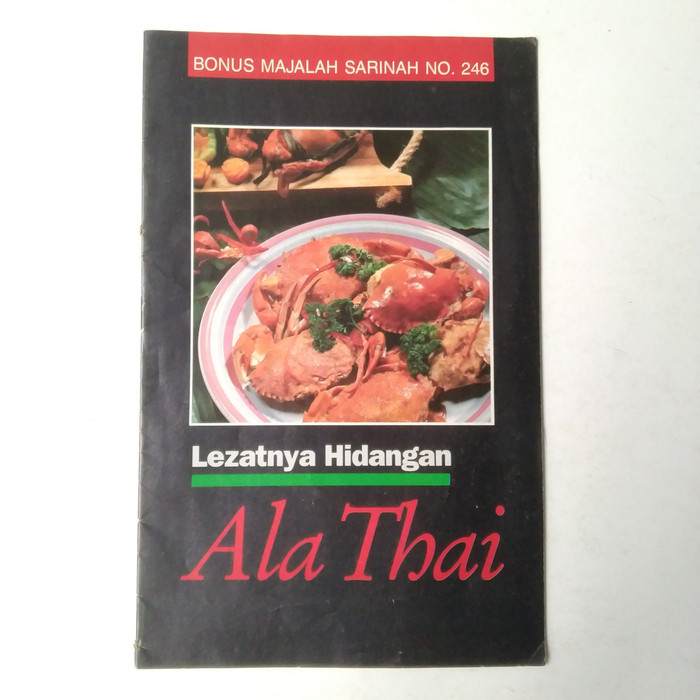 BONUS MAJALAH SARINAH NO. 246
Lezatnya Hidangan
Ala Thai